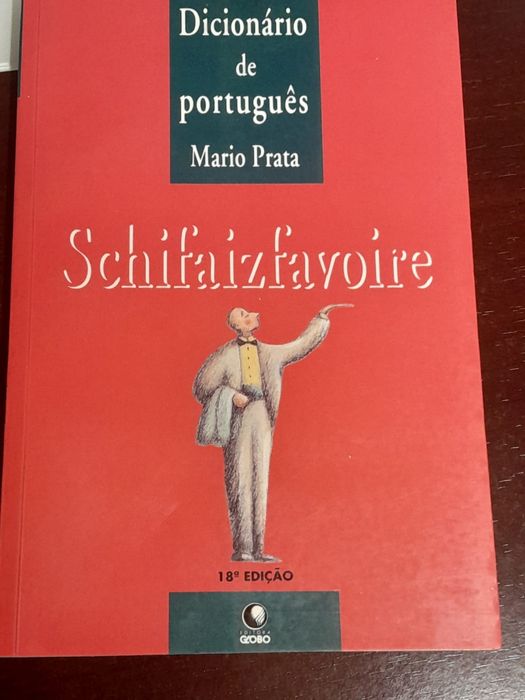 Dicionário
de
português
Mario Prata
Schifaizfavoire
18ª EDIÇÃO
EDITORA
GLOBO